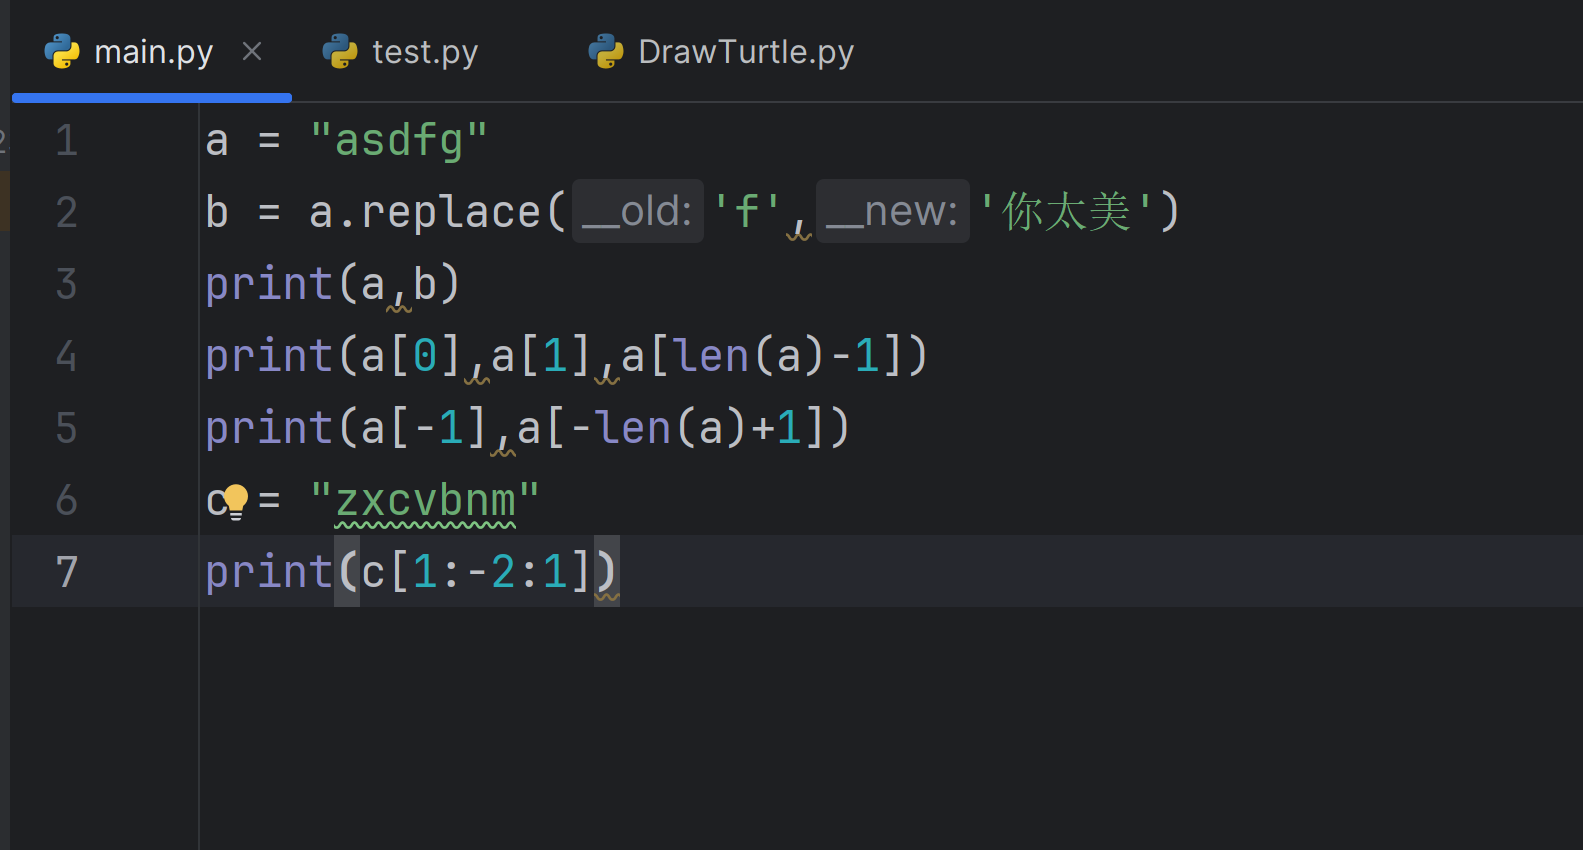 main.py test.py DrawTurtle.py
1 a = "asdfg"
2 b = a.replace(__old: 'f',__new: '你太美')
3 print(a,b)
4 print(a[0],a[1],a[len(a)-1])
5 print(a[-1],a[-len(a)+1])
6 c = "zxcvbnm"
7 print(c[1:-2:1])